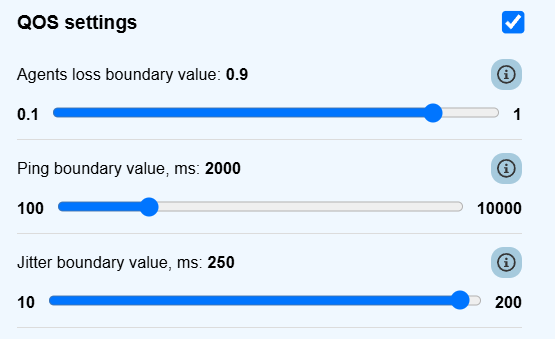 QOS settings
Agents loss boundary value: 0.9
0.1 1
Ping boundary value, ms: 2000
100 10000
Jitter boundary value, ms: 250
10 200